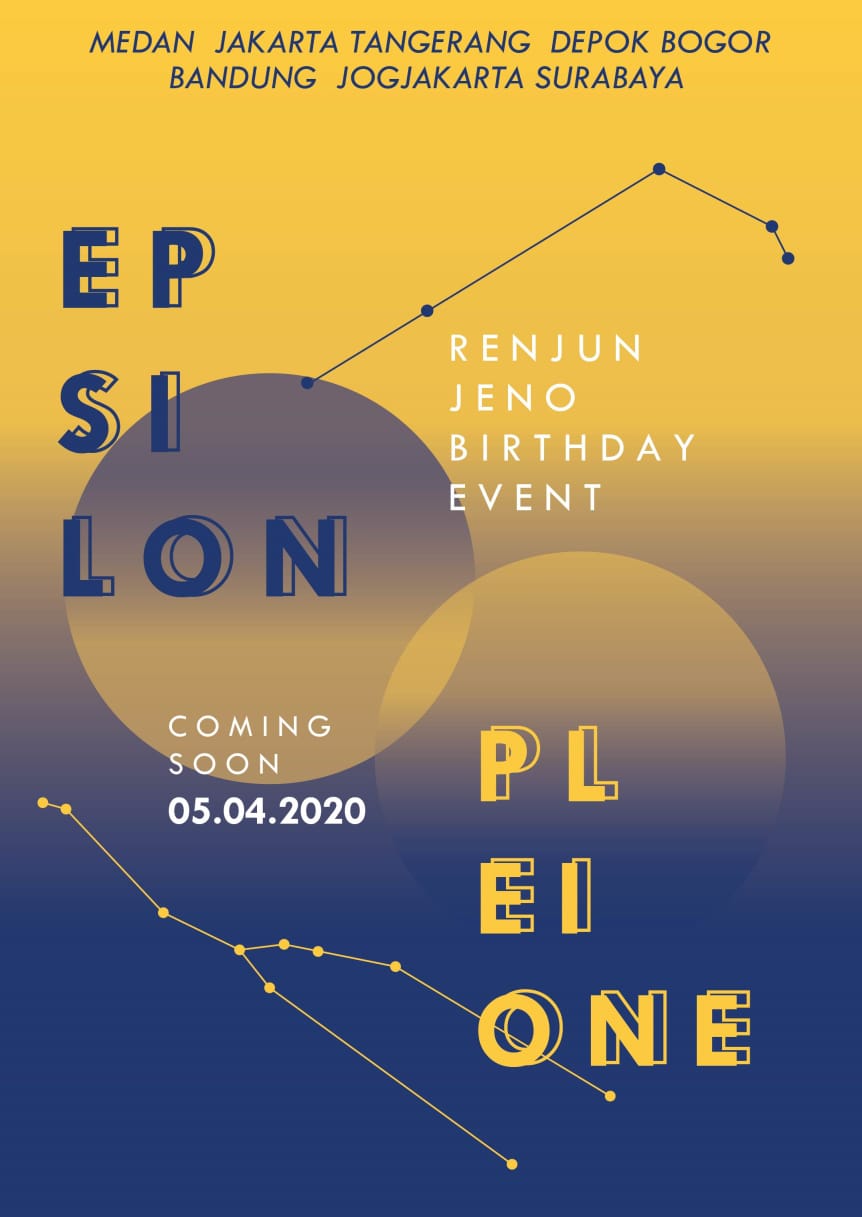 MEDAN JAKARTA TANGERANG DEPOK BOGOR
BANDUNG JOGJAKARTA SURABAYA
EP
SI
LON
RENJUN
JENO
BIRTHDAY
EVENT
COMING
SOON
05.04.2020
PL
EI
ONE